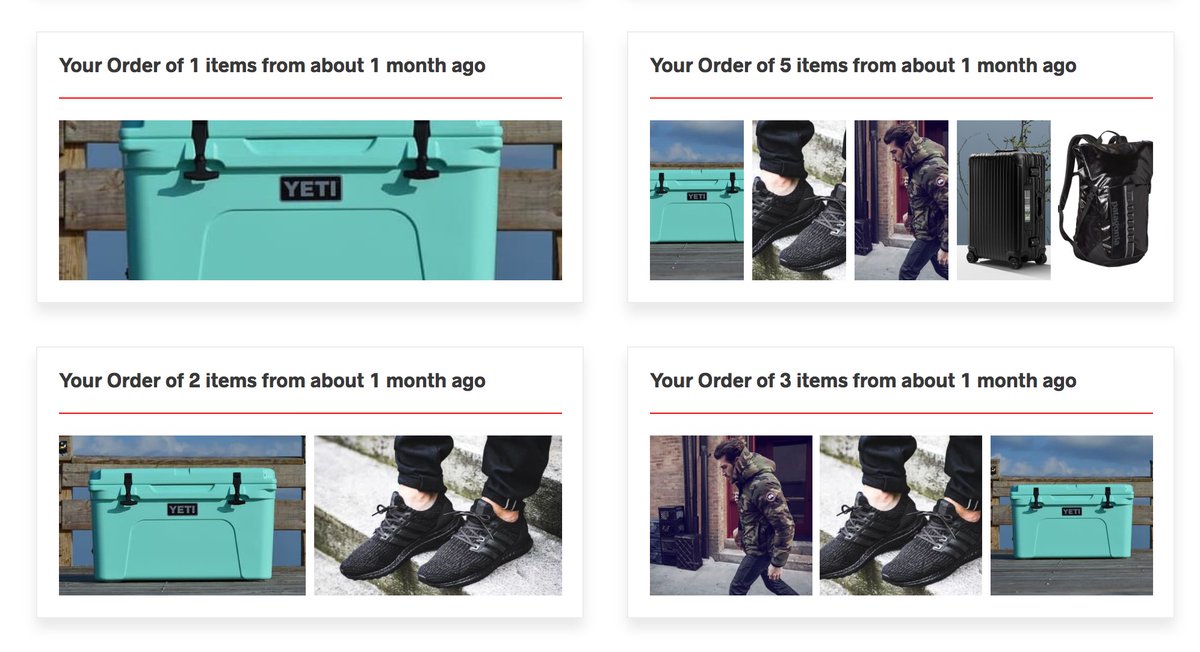 Your Order of 1 items from about 1 month ago
YETI
Your Order of 5 items from about 1 month ago
YETI
patagonia
Your Order of 2 items from about 1 month ago
YETI
Your Order of 3 items from about 1 month ago
YETI